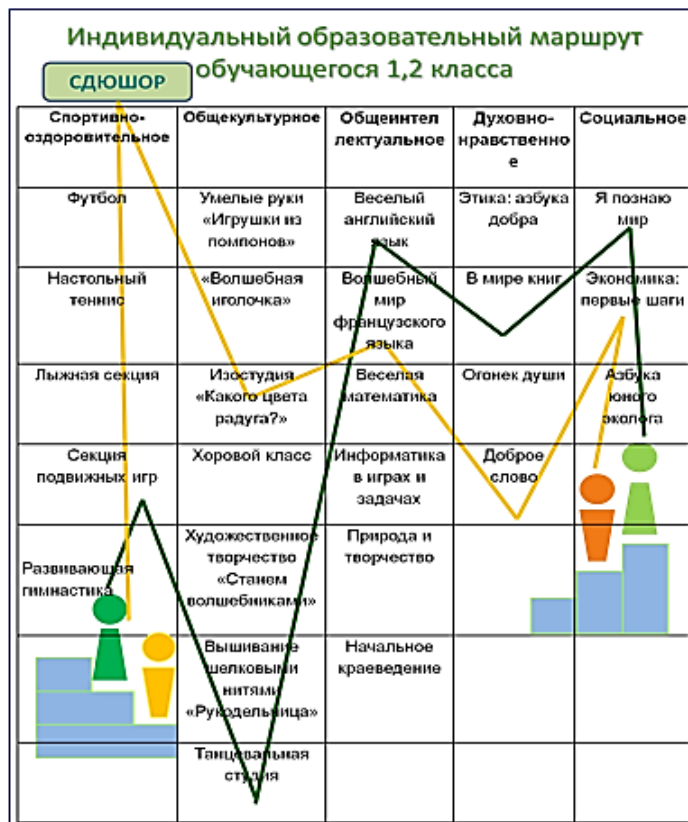 Индивидуальный образовательный маршрут
СДЮШОР
обучающегося 1,2 класса
Спортивно-
оздоровительное
Общекультурное
Общеинтел
лектуальное
Духовно-
нравственно
е
Социальное
Футбол
Умелые руки
«Игрушки из
помпонов»
Веселый
английский
язык
Этика: азбука
добра
Я познаю
мир
Настольный
теннис
«Волшебная
иголочка»
Волшебный
мир
французского
языка
В мире книг
Экономика:
первые шаги
Лыжная секция
Изостудия
«Какого цвета
радуга?»
Веселая
математика
Огонек души
Азбука
юного
эколога
Секция
подвижных игр
Хоровой класс
Информатика
в играх и
задачах
Доброе
слово
Развивающая
гимнастика
Художественное
творчество
«Станем
волшебниками»
Природа и
творчество
Вышивание
шелковыми
нитями
«Рукодельница»
Начальное
краеведение
Танцевальная
студия